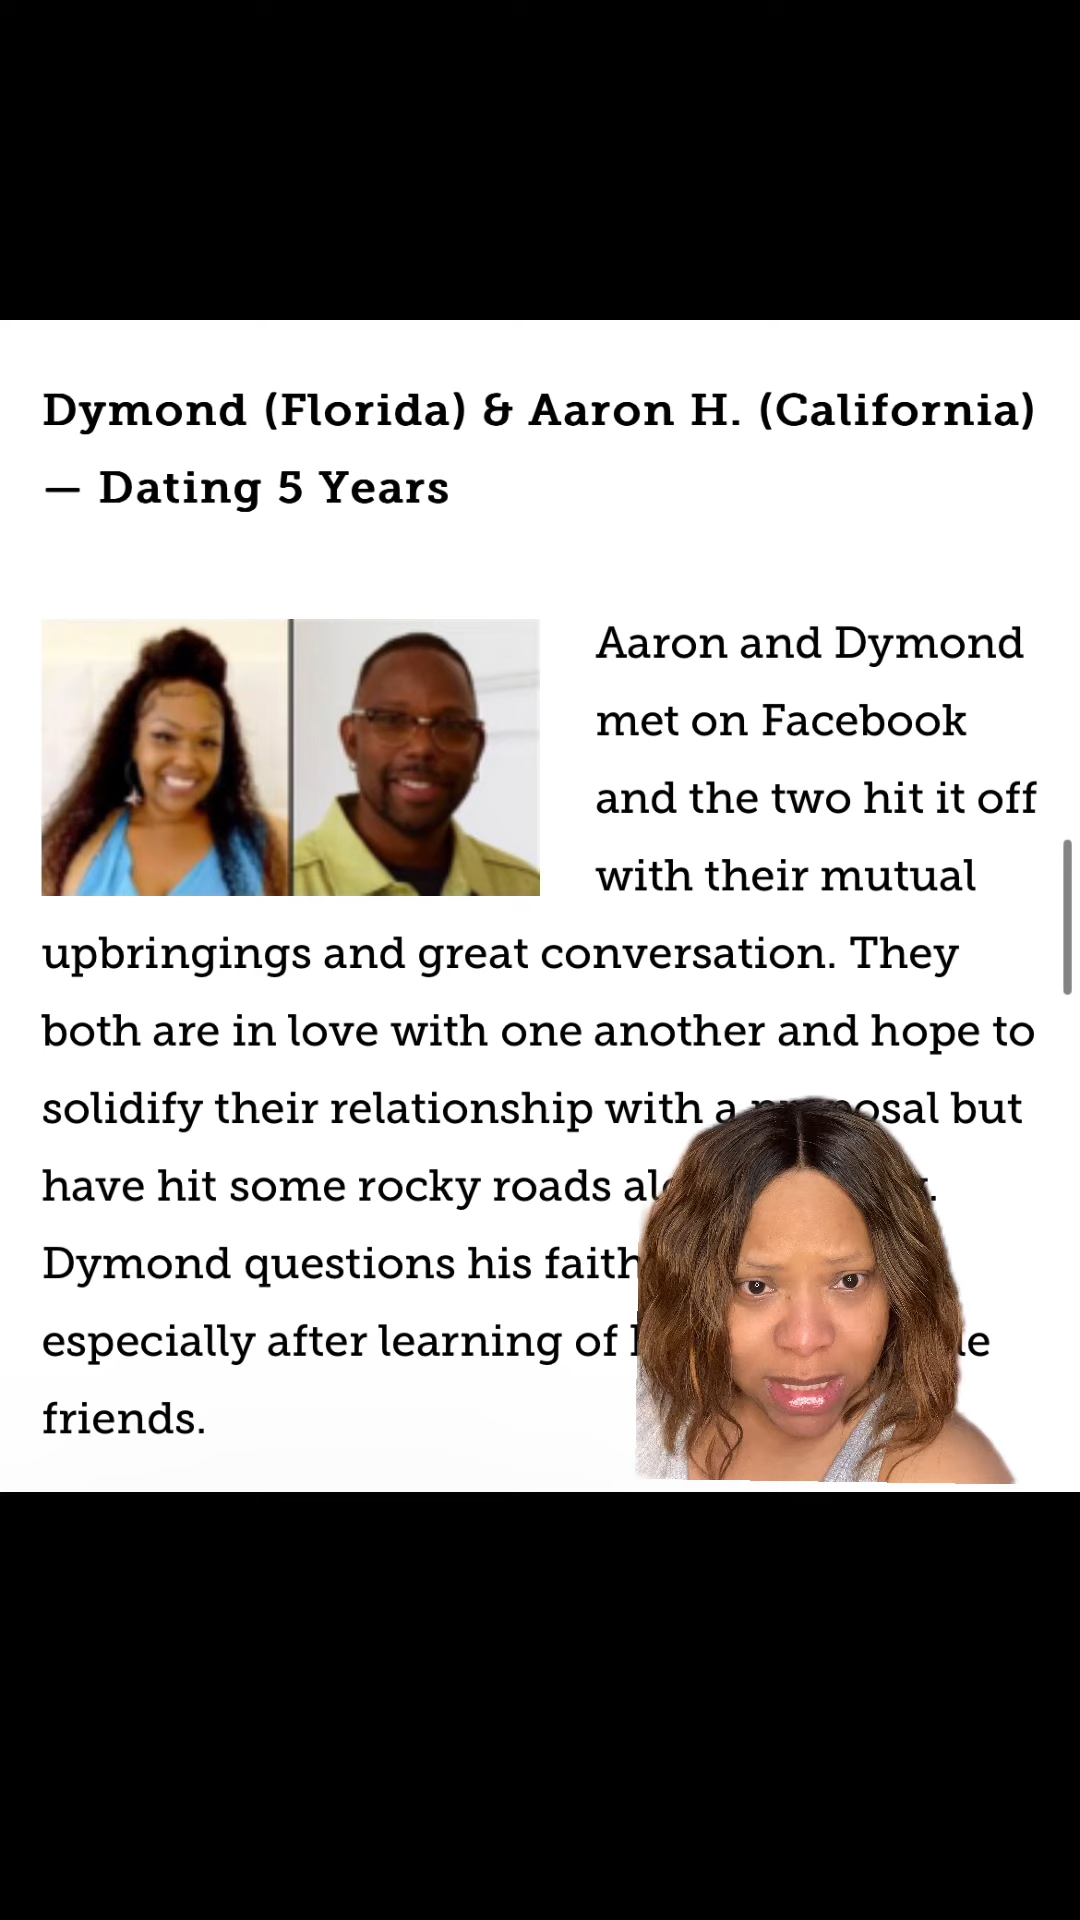 Dymond (Florida) & Aaron H. (California)
— Dating 5 Years
Aaron and Dymond
met on Facebook
and the two hit it off
with their mutual
upbringings and great conversation. They
both are in love with one another and hope to
solidify their relationship with a but
have hit some rocky roads
Dymond questions his
especially after learning of
friends.